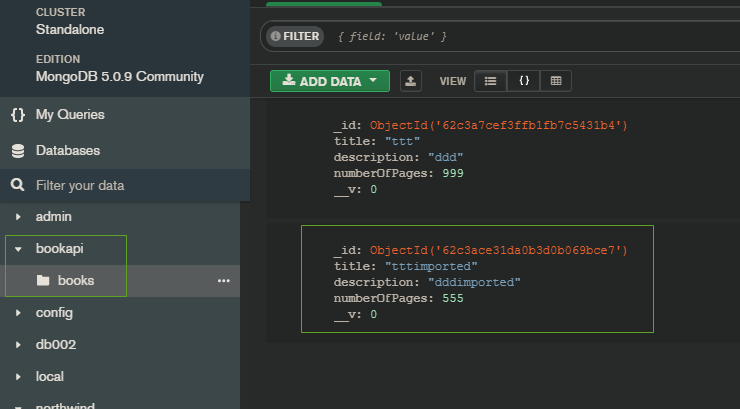 CLUSTER
Standalone
EDITION
MongoDB 5.0.9 Community
{} My Queries
Databases
Filter your data
admin
bookapi
books
config
db002
local
northwind
FILTER { field: 'value' }
ADD DATA VIEW {}
_id: ObjectId('62c3a7cef3ffb1fb7c5431b4')
title: "ttt"
description: "ddd"
numberOfPages: 999
__v: 0
_id: ObjectId('62c3ace31da0b3d0b069bce7')
title: "tttimported"
description: "dddimported"
numberOfPages: 555
__v: 0